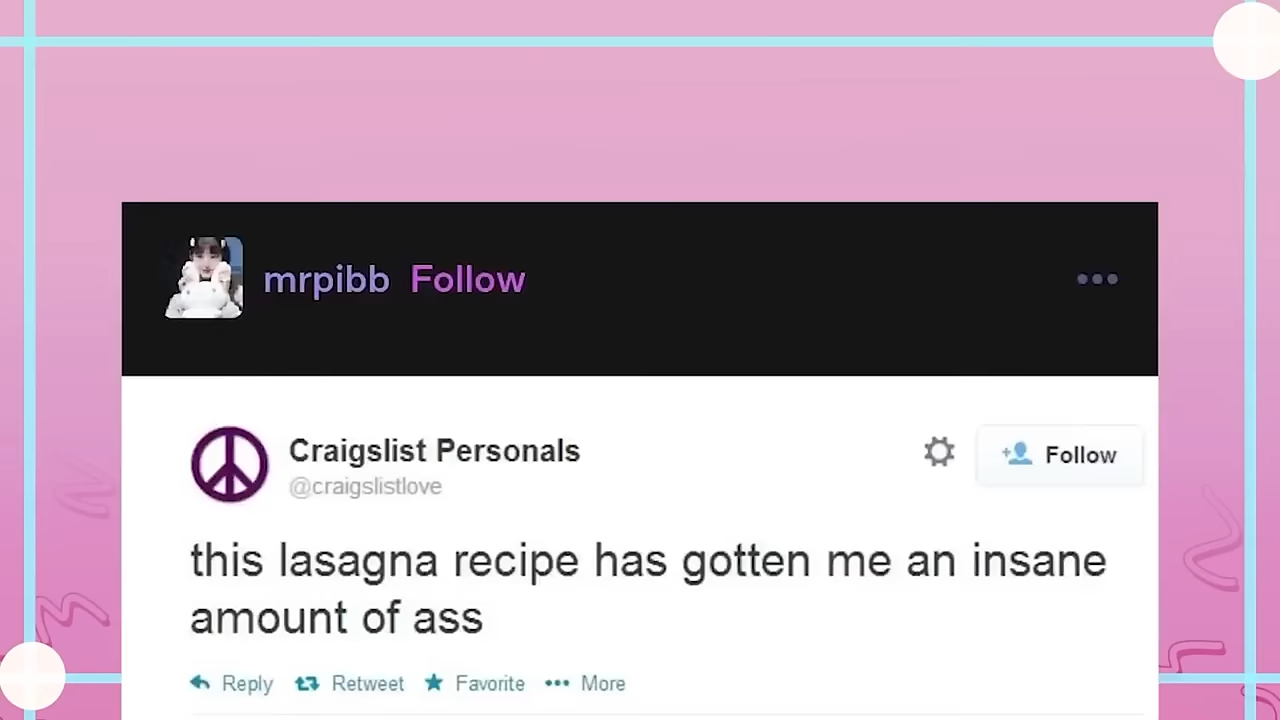 mrpibb Follow
Craigslist Personals
@craigslistlove
Follow
this lasagna recipe has gotten me an insane
amount of ass
Reply Retweet Favorite More